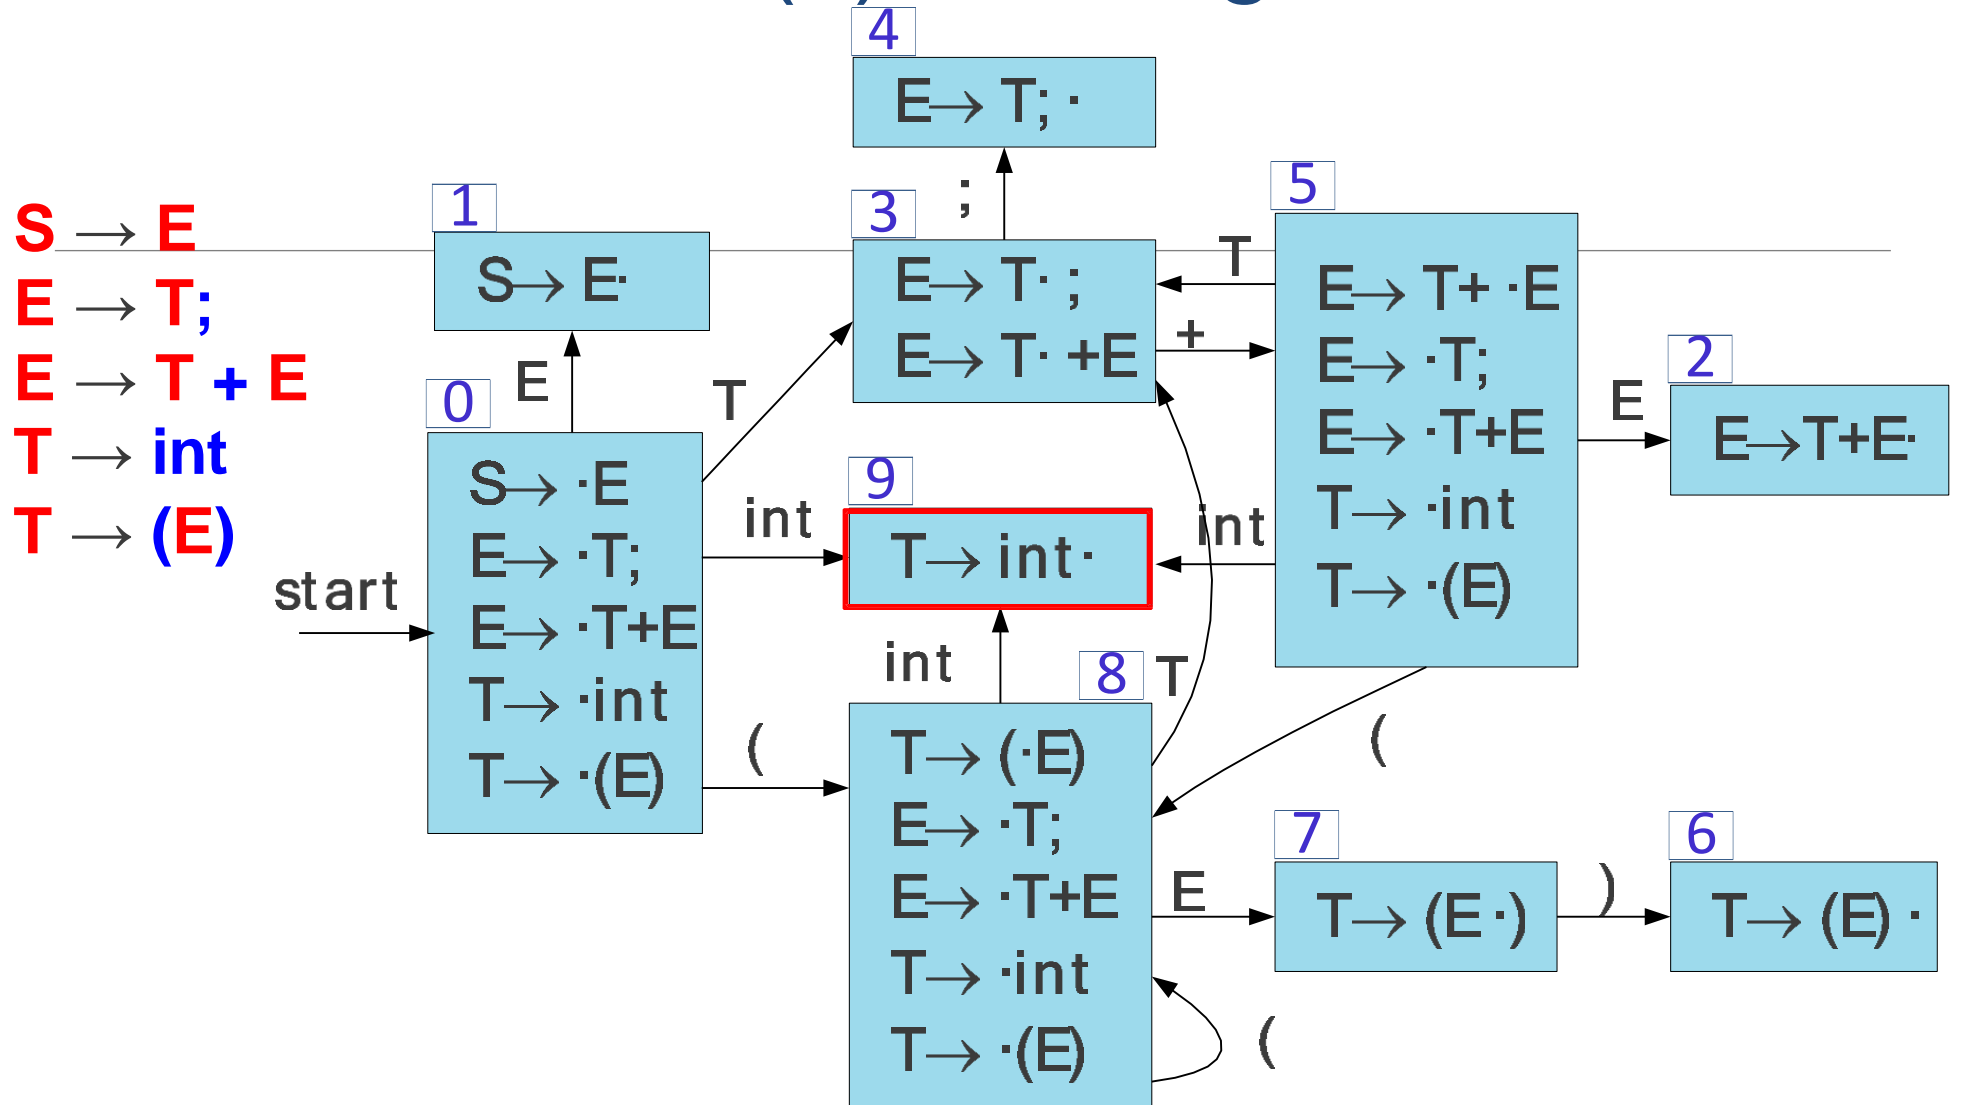 S → E
E → T;
E → T + E
T → int
T → (E)
start
0
S→ ·E
E→ ·T;
E→ ·T+E
T→ ·int
T→ ·(E)
E
1
S→ E·
T
int
(
4
E→ T; ·
;
3
E→ T· ;
E→ T· +E
9
T→ int ·
int
8
T→ (·E)
E→ ·T;
E→ ·T+E
T→ ·int
T→ ·(E)
T
+
int
T
(
E
(
5
E→ T+ ·E
E→ ·T;
E→ ·T+E
T→ ·int
T→ ·(E)
E
2
E→T+E·
7
T→ (E ·)
)
6
T→ (E) ·